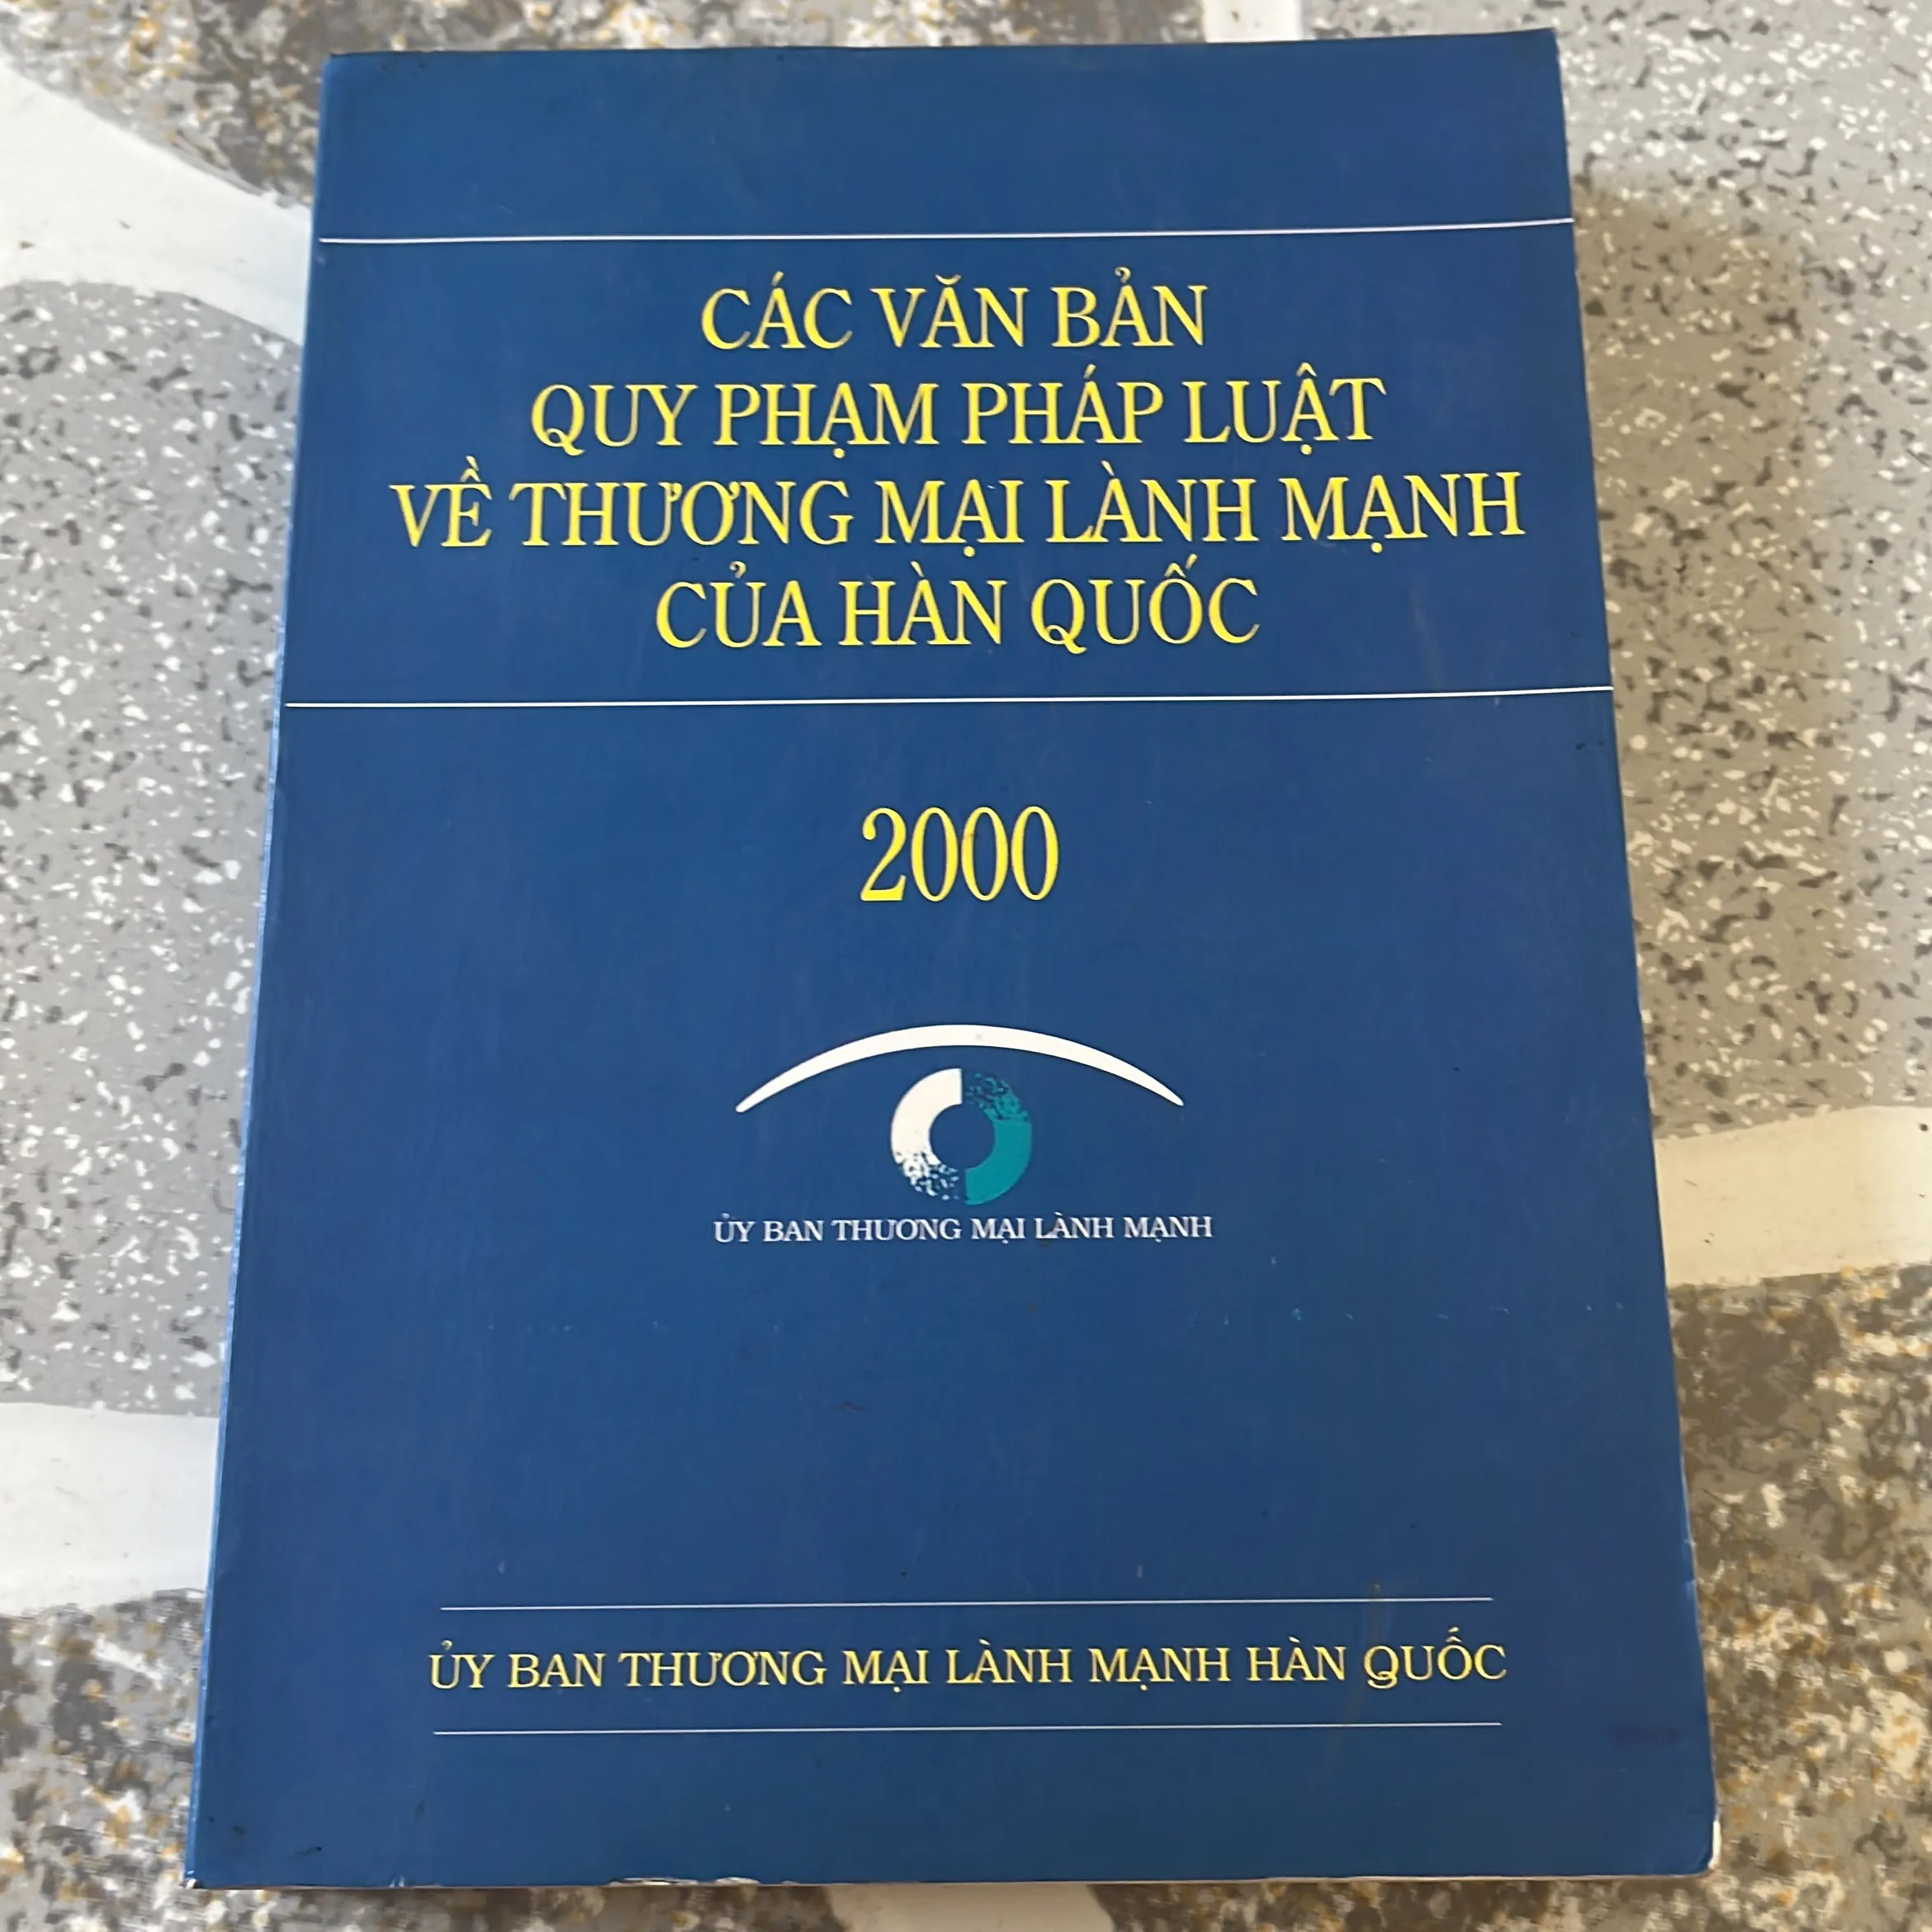 CÁC VĂN BẢN
QUY PHẠM PHÁP LUẬT
VỀ THƯƠNG MẠI LÀNH MẠNH
CỦA HÀN QUỐC
2000
ỦY BAN THƯƠNG MẠI LÀNH MẠNH
ỦY BAN THƯƠNG MẠI LÀNH MẠNH HÀN QUỐC